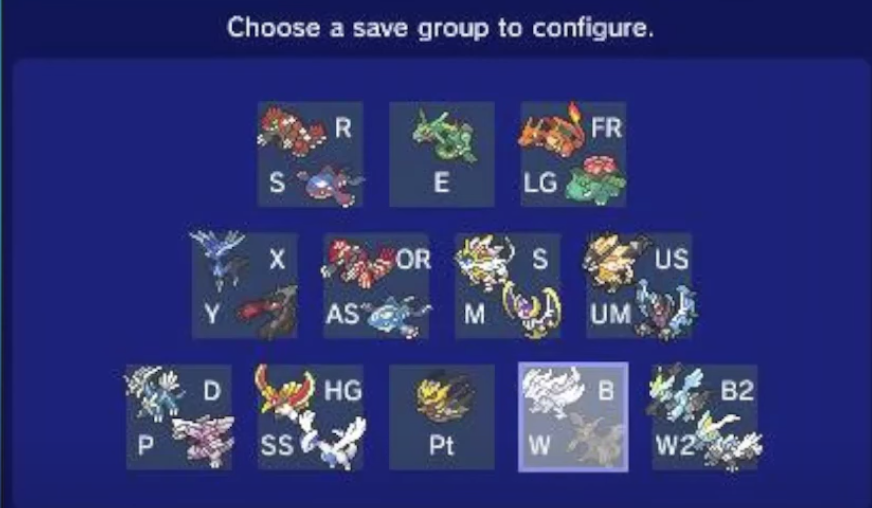 Choose a save group to configure.
R E FR
S LG
X OR S US
Y AS M UM
D HG B B2
P SS Pt W W2